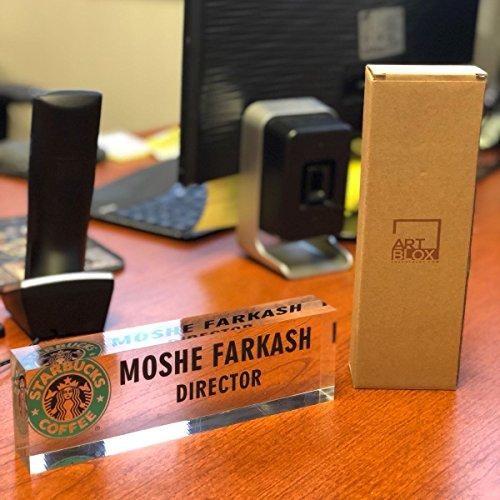 STARBUCKS
COFFEE
®
MOSHE FARKASH
DIRECTOR
ART
BLOX